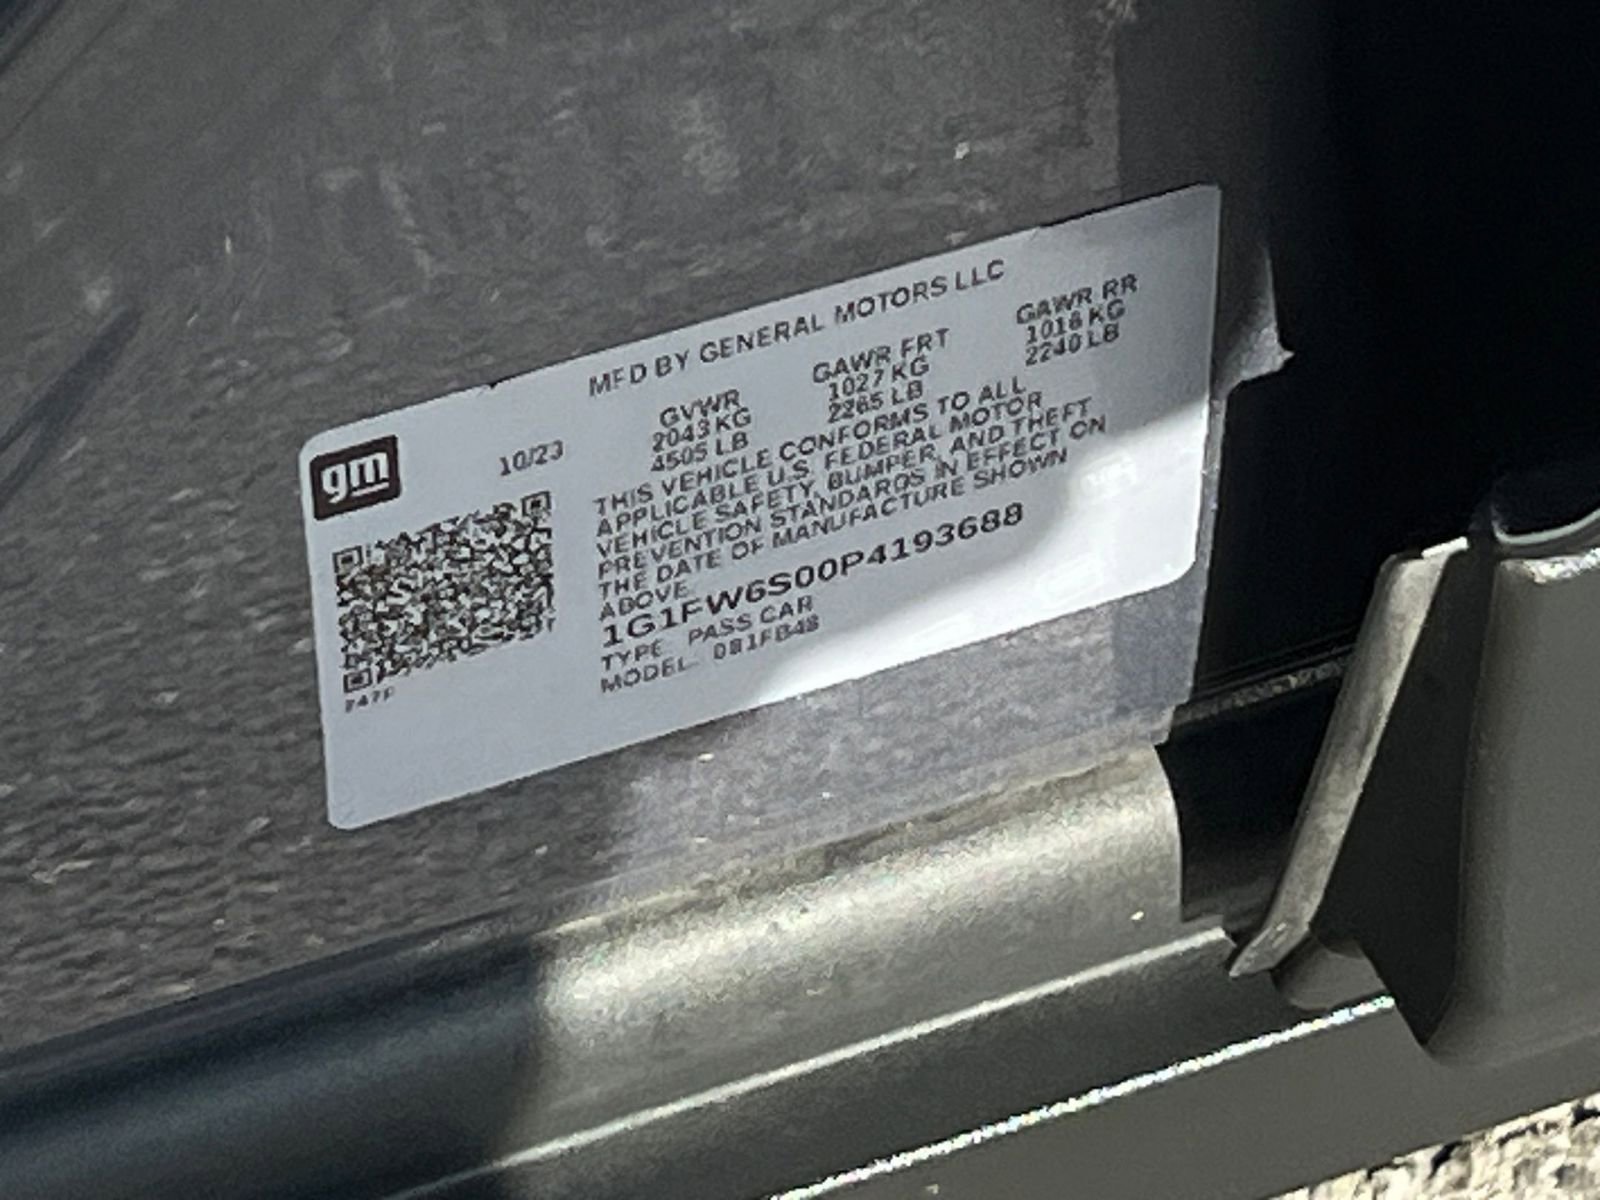 MFD BY GENERAL MOTORS LLC
gm
10/23
GVWR
2043 KG
4505 LB
GAWR FRT
1027 KG
2265 LB
GAWR RR
1016 KG
2240 LB
THIS VEHICLE CONFORMS TO ALL
APPLICABLE U.S. FEDERAL MOTOR
VEHICLE SAFETY, BUMPER, AND THEFT
PREVENTION STANDARDS IN EFFECT ON
THE DATE OF MANUFACTURE SHOWN
ABOVE.
1G1FW6S00P4193688
TYPE PASS CAR
MODEL